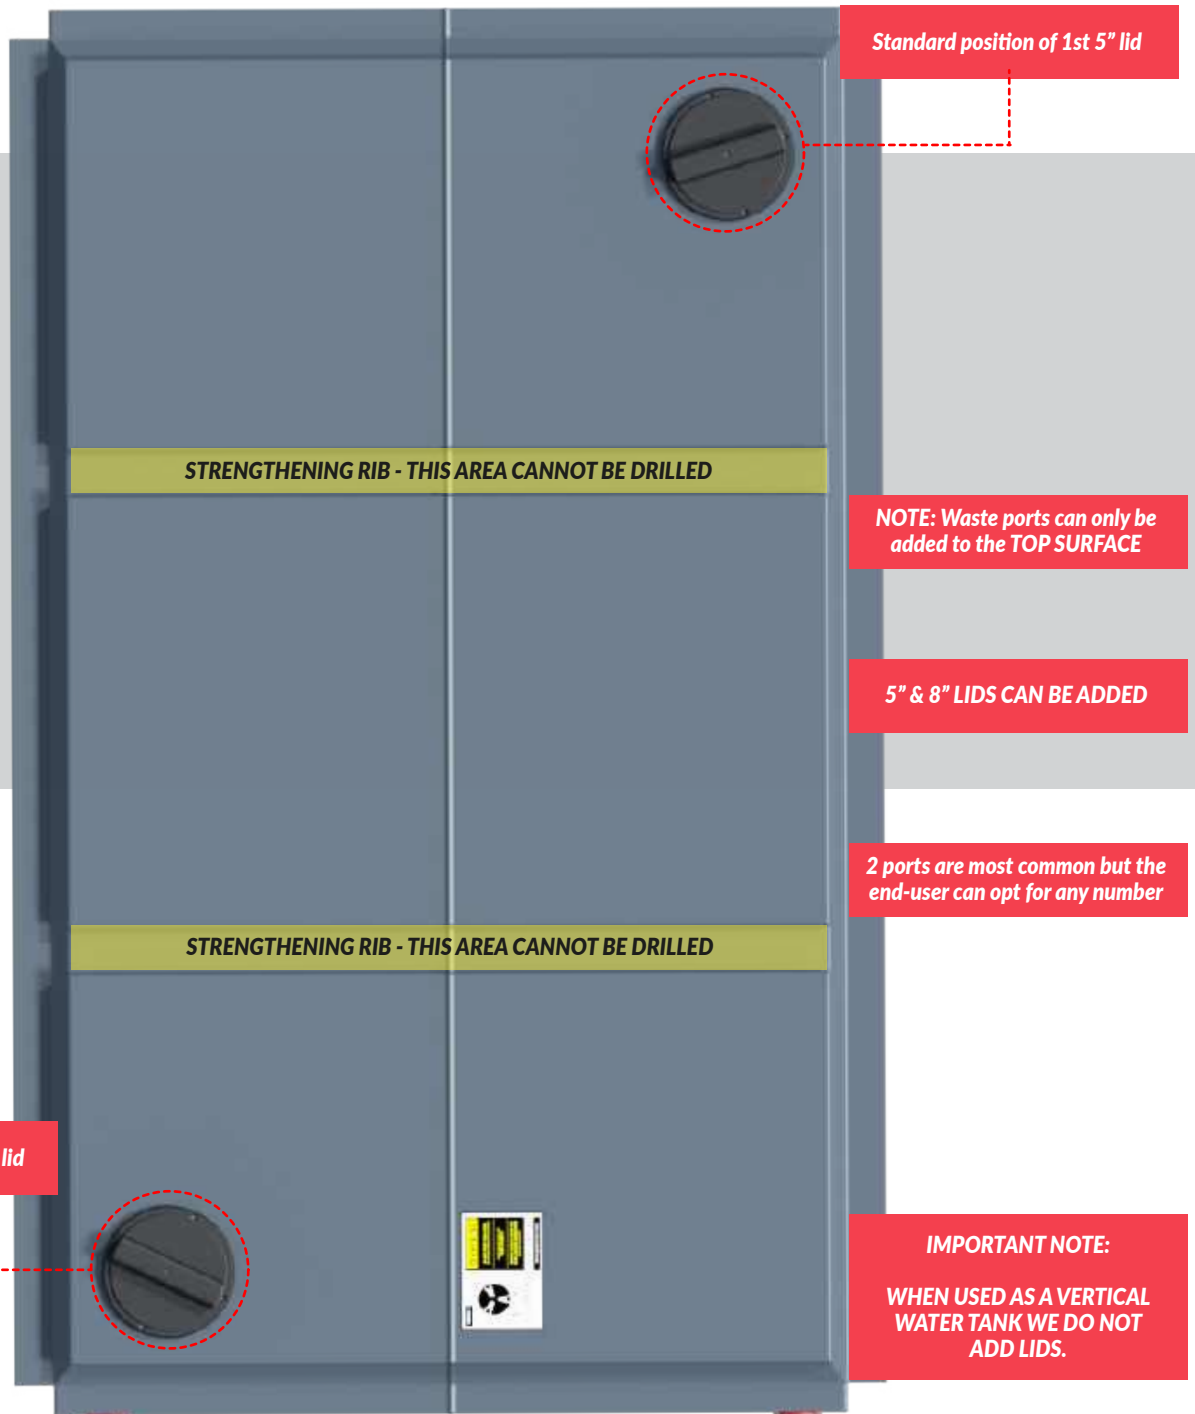 Standard position of 1st 5” lid
STRENGTHENING RIB - THIS AREA CANNOT BE DRILLED
NOTE: Waste ports can only be
added to the TOP SURFACE
5” & 8” LIDS CAN BE ADDED
2 ports are most common but the
end-user can opt for any number
STRENGTHENING RIB - THIS AREA CANNOT BE DRILLED
lid
IMPORTANT NOTE:
WHEN USED AS A VERTICAL
WATER TANK WE DO NOT
ADD LIDS.